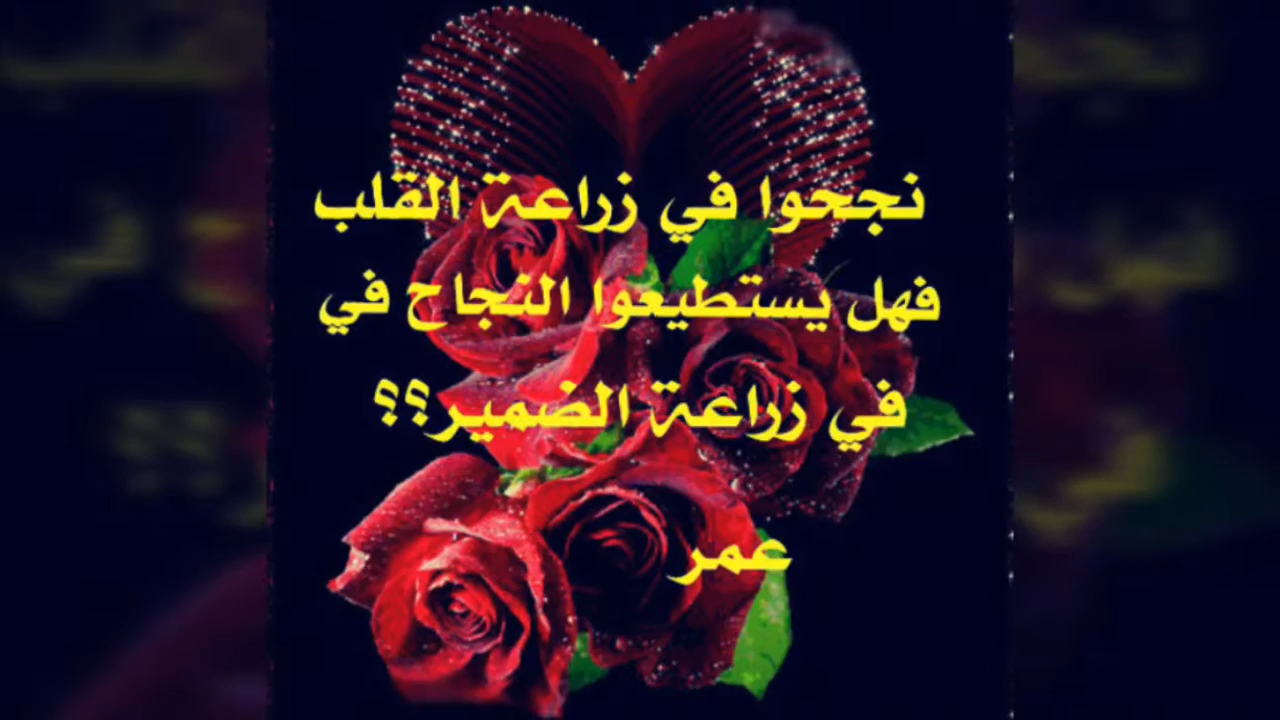 نجحوا في زراعة القلب
فهل يستطيعوا النجاح في
في زراعة الضمير؟؟
عمر